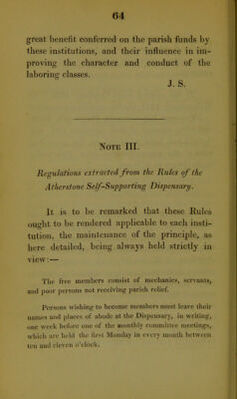 64
great benefit conferred on the parish funds by
these institutions, and their influence in im-
proving the character and conduct of the
laboring classes.
J. S.
Note III.
Regulations extracted from the Rules of the
Atherstone Self-Supporting Dispensary.
It is to be remarked that these Rules
ought to be rendered applicable to each insti-
tution, the maintenance of the principle, as
here detailed, being always held strictly in
view:—
The free members consist of mechanics, servants,
and poor persons not receiving parish relief.
Persons wishing to become members must leave their
names and places of abode at the Dispensary, in writing,
one week before one of the monthly committee meetings,
which are held the first Monday in every month between
ten and eleven o'clock.